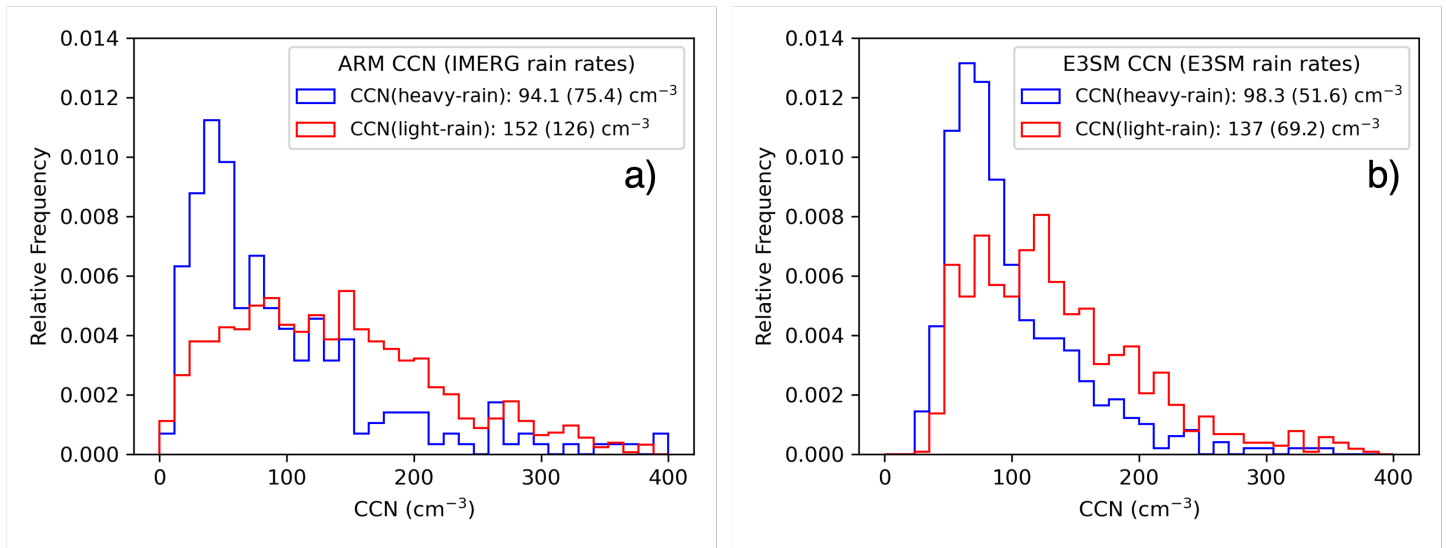 ARM CCN (IMERG rain rates)
CCN(heavy-rain): 94.1 (75.4) cm⁻³
CCN(light-rain): 152 (126) cm⁻³
a)
0.014
0.012
0.010
0.008
0.006
0.004
0.002
0.000
Relative Frequency
0 100 200 300 400
CCN (cm⁻³)
E3SM CCN (E3SM rain rates)
CCN(heavy-rain): 98.3 (51.6) cm⁻³
CCN(light-rain): 137 (69.2) cm⁻³
b)
0.014
0.012
0.010
0.008
0.006
0.004
0.002
0.000
Relative Frequency
0 100 200 300 400
CCN (cm⁻³)